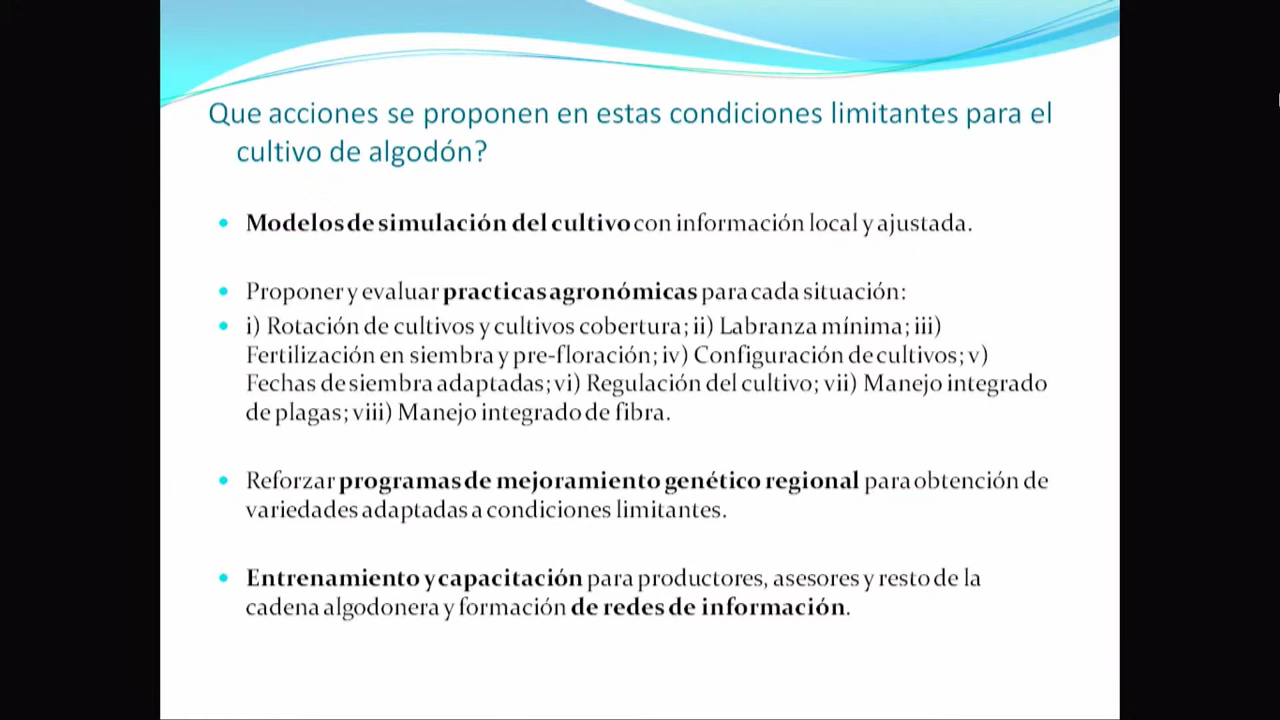 Que acciones se proponen en estas condiciones limitantes para el
cultivo de algodón?
• Modelos de simulación del cultivo con información local y ajustada.
• Proponer y evaluar practicas agronómicas para cada situación:
• i) Rotación de cultivos y cultivos cobertura; ii) Labranza mínima; iii)
Fertilización en siembra y pre-floración; iv) Configuración de cultivos; v)
Fechas de siembra adaptadas; vi) Regulación del cultivo; vii) Manejo integrado
de plagas; viii) Manejo integrado de fibra.
• Reforzar programas de mejoramiento genético regional para obtención de
variedades adaptadas a condiciones limitantes.
• Entrenamiento y capacitación para productores, asesores y resto de la
cadena algodonera y formación de redes de información.